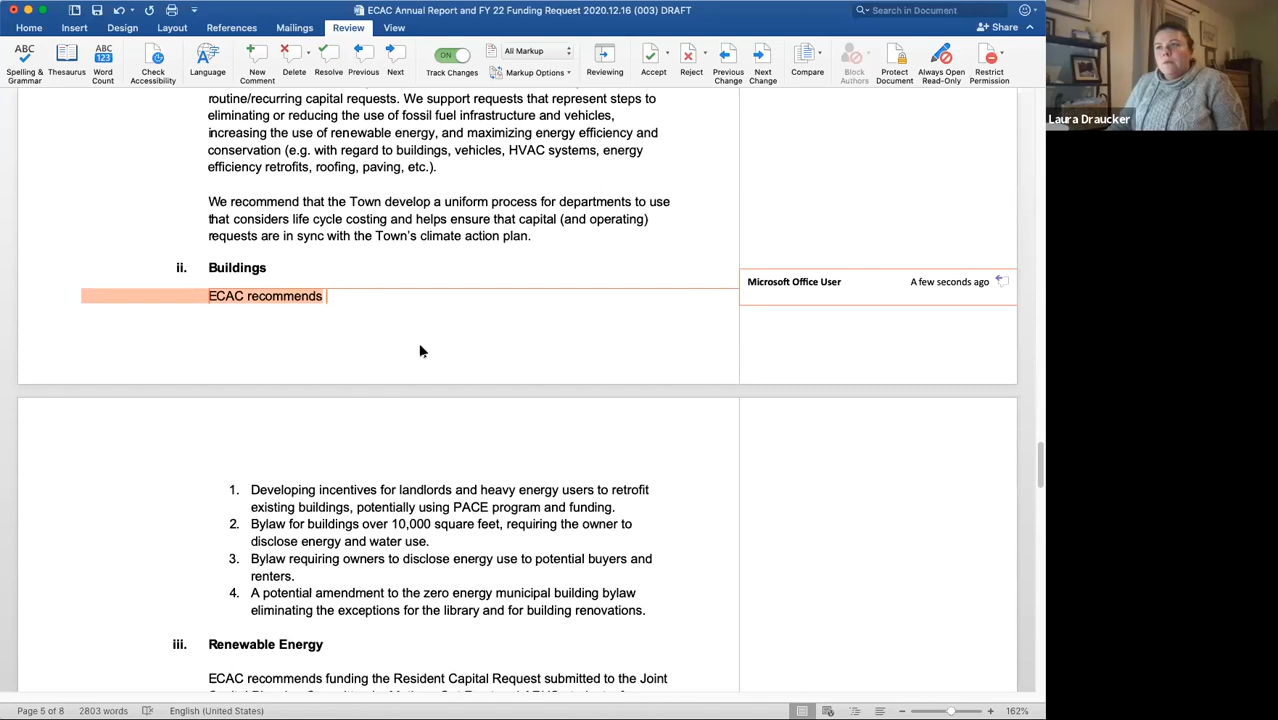 ECAC Annual Report and FY 22 Funding Request 2020.12.16 (003) DRAFT
Search in Document
Home Insert Design Layout References Mailings Review View
Share
ABC
Spelling & Grammar
Thesaurus
ABC 123
Word Count
Check Accessibility
Language
New Comment
Delete
Resolve
Previous
Next
ON
Track Changes
All Markup
Markup Options
Reviewing
Accept
Reject
Previous Change
Next Change
Compare
Block Authors
Protect Document
Always Open Read-Only
Restrict Permission
Laura Draucker
routine/recurring capital requests. We support requests that represent steps to
eliminating or reducing the use of fossil fuel infrastructure and vehicles,
increasing the use of renewable energy, and maximizing energy efficiency and
conservation (e.g. with regard to buildings, vehicles, HVAC systems, energy
efficiency retrofits, roofing, paving, etc.).
We recommend that the Town develop a uniform process for departments to use
that considers life cycle costing and helps ensure that capital (and operating)
requests are in sync with the Town's climate action plan.
ii. Buildings
Microsoft Office User A few seconds ago
ECAC recommends
1. Developing incentives for landlords and heavy energy users to retrofit
existing buildings, potentially using PACE program and funding.
2. Bylaw for buildings over 10,000 square feet, requiring the owner to
disclose energy and water use.
3. Bylaw requiring owners to disclose energy use to potential buyers and
renters.
4. A potential amendment to the zero energy municipal building bylaw
eliminating the exceptions for the library and for building renovations.
iii. Renewable Energy
ECAC recommends funding the Resident Capital Request submitted to the Joint
Page 5 of 8 2803 words English (United States) 162%